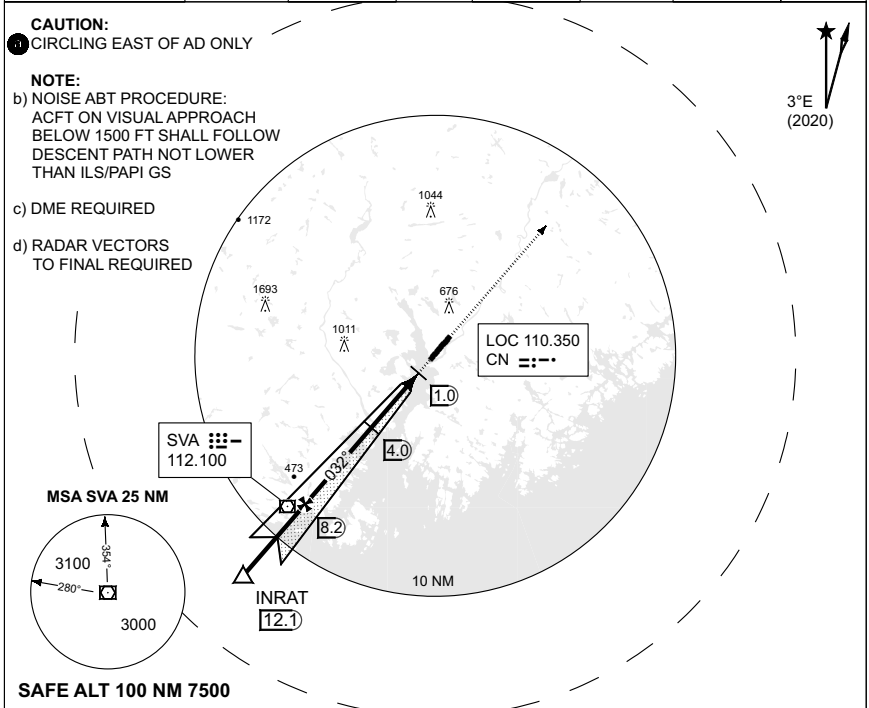 CAUTION:
a CIRCLING EAST OF AD ONLY
NOTE:
b) NOISE ABT PROCEDURE:
ACFT ON VISUAL APPROACH
BELOW 1500 FT SHALL FOLLOW
DESCENT PATH NOT LOWER
THAN ILS/PAPI GS
c) DME REQUIRED
d) RADAR VECTORS
TO FINAL REQUIRED
3°E
(2020)
1044
1172
1693
676
1011
LOC 110.350
CN
1.0
SVA
112.100
4.0
473
032°
8.2
MSA SVA 25 NM
354°
3100
280°
3000
10 NM
INRAT
12.1
SAFE ALT 100 NM 7500